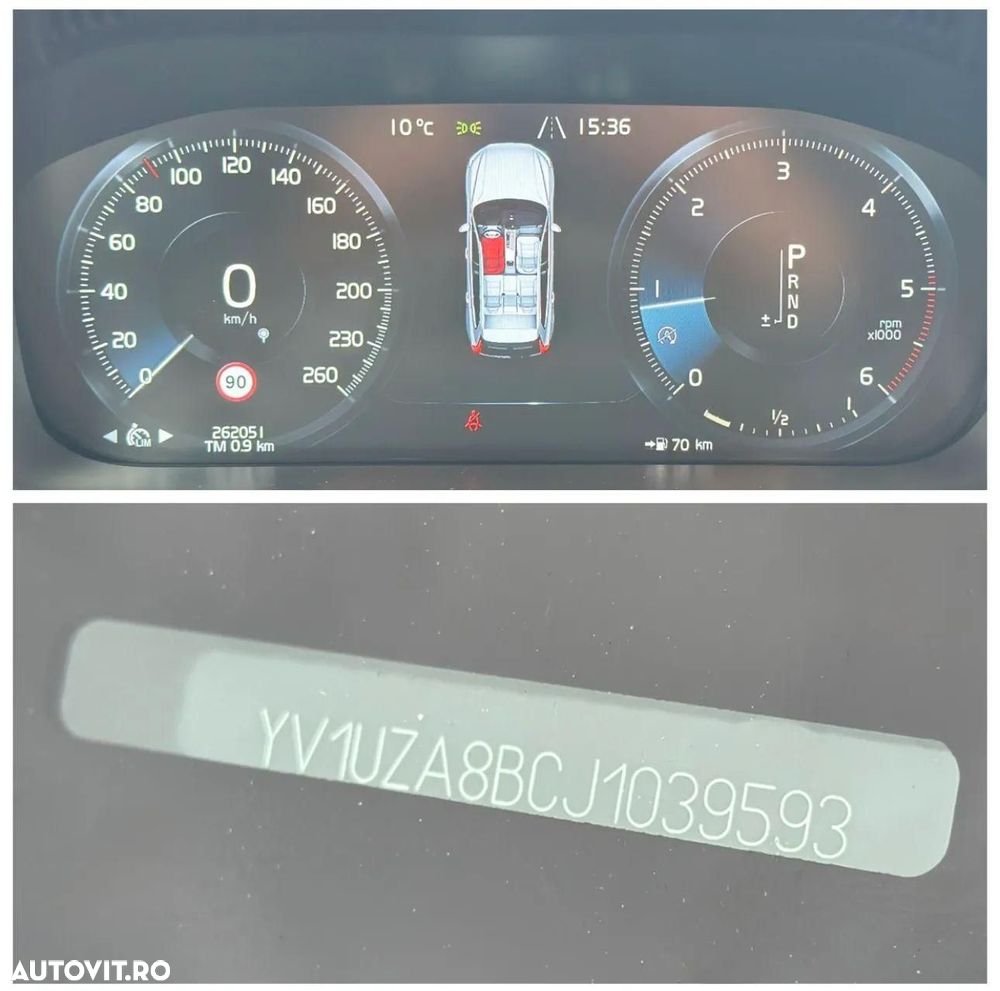 10°C 15:36
0 20 40 60 80 100 120 140 160 180 200 230 260
0
km/h
90
LIM
262051
TM 0.9 km
0 1 2 3 4 5 6
P
R
N
± D
rpm
x1000
1/2
70 km
YV1UZA8BCJ1039593
AUTOVIT.RO